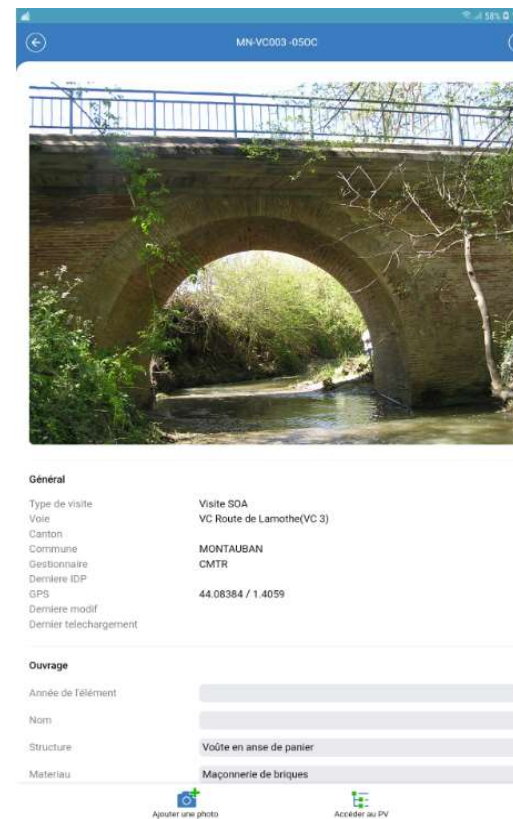 58%
MN-VC003 -05OC
Général
Type de visite Visite SOA
Voie VC Route de Lamothe(VC 3)
Canton
Commune MONTAUBAN
Gestionnaire CMTR
Derniere IDP
GPS 44.08384 / 1.4059
Derniere modif
Dernier telechargement
Ouvrage
Année de l'élément
Nom
Structure Voûte en anse de panier
Materiau Maçonnerie de briques
Ajouter une photo Accéder au PV